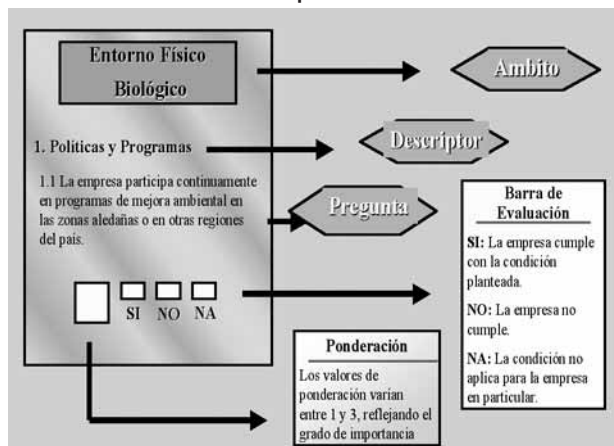 Entorno Físico
Biológico
Ambito
1. Políticas y Programas
Descriptor
1.1 La empresa participa continuamente
en programas de mejora ambiental en
las zonas aledañas o en otras regiones
del país.
Pregunta
SI NO NA
Barra de
Evaluación
SI: La empresa cumple
con la condición
planteada.
NO: La empresa no
cumple.
NA: La condición no
aplica para la empresa
en particular.
Ponderación
Los valores de
ponderación varían
entre 1 y 3, reflejando el
grado de importancia